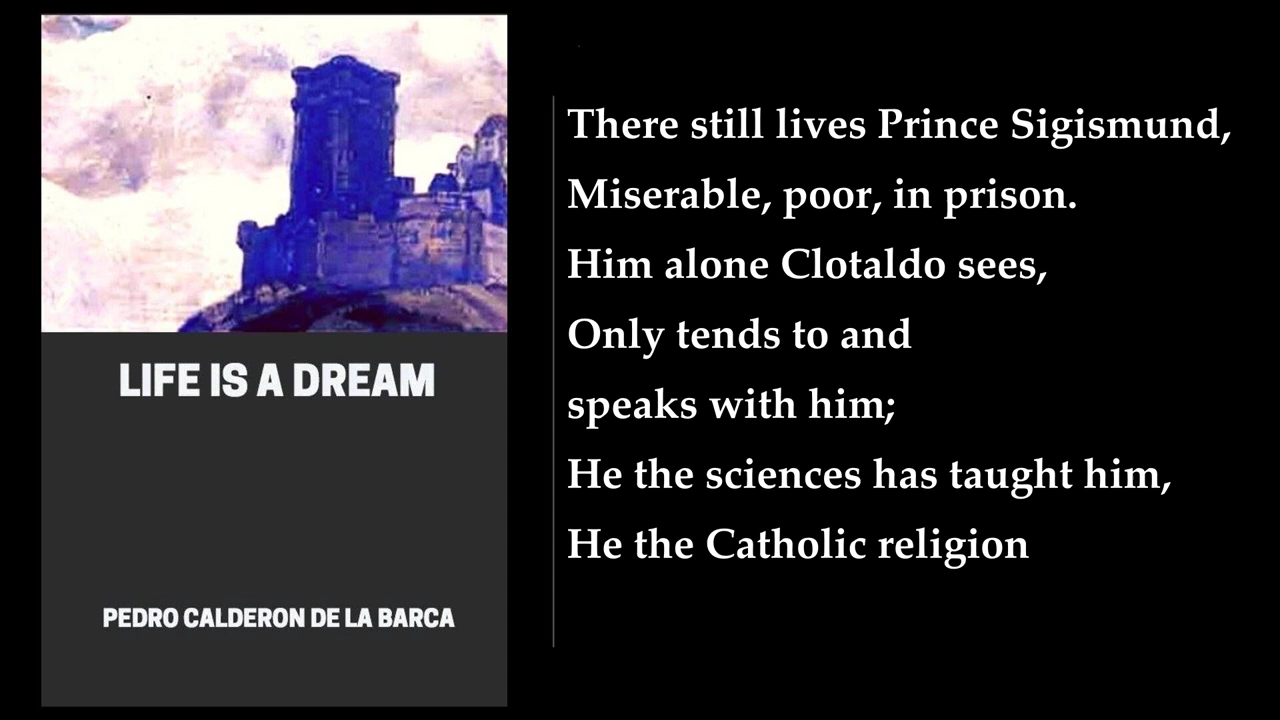 LIFE IS A DREAM
PEDRO CALDERON DE LA BARCA
There still lives Prince Sigismund,
Miserable, poor, in prison.
Him alone Clotaldo sees,
Only tends to and
speaks with him;
He the sciences has taught him,
He the Catholic religion